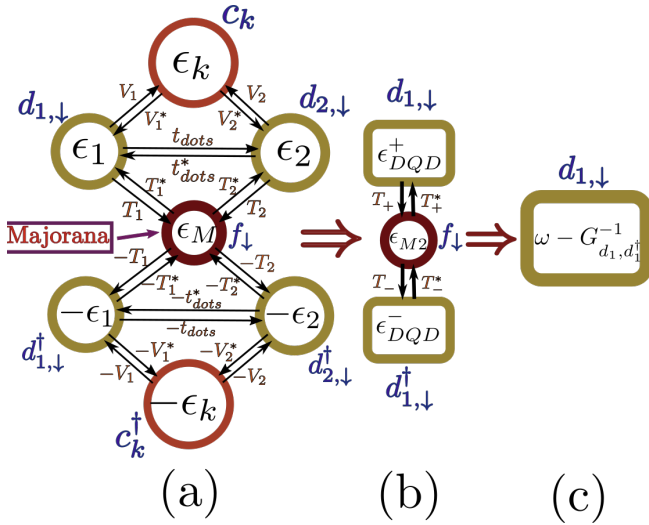 c_k
ϵ_k
d_{1,↓} d_{2,↓} d_{1,↓}
V_1 V_1^* V_2^* V_2
ϵ_1 t_{dots} ϵ_2 ϵ_{DQD}^+
t_{dots}^*
T_1 T_1^* T_2^* T_2 T_+ T_+^* d_{1,↓}
Majorana ϵ_M f_↓ ϵ_{M2} f_↓ ω − G_{d_1,d_1^†}^{-1}
−T_1 −T_1^* −T_2^* −T_2 T_− T_−^*
−t_{dots}^*
−ϵ_1 −t_{dots} −ϵ_2 ϵ_{DQD}^−
d_{1,↓}^† −V_1 −V_1^* −V_2^* −V_2 d_{2,↓}^† d_{1,↓}^†
−ϵ_k
c_k^†
(a) (b) (c)